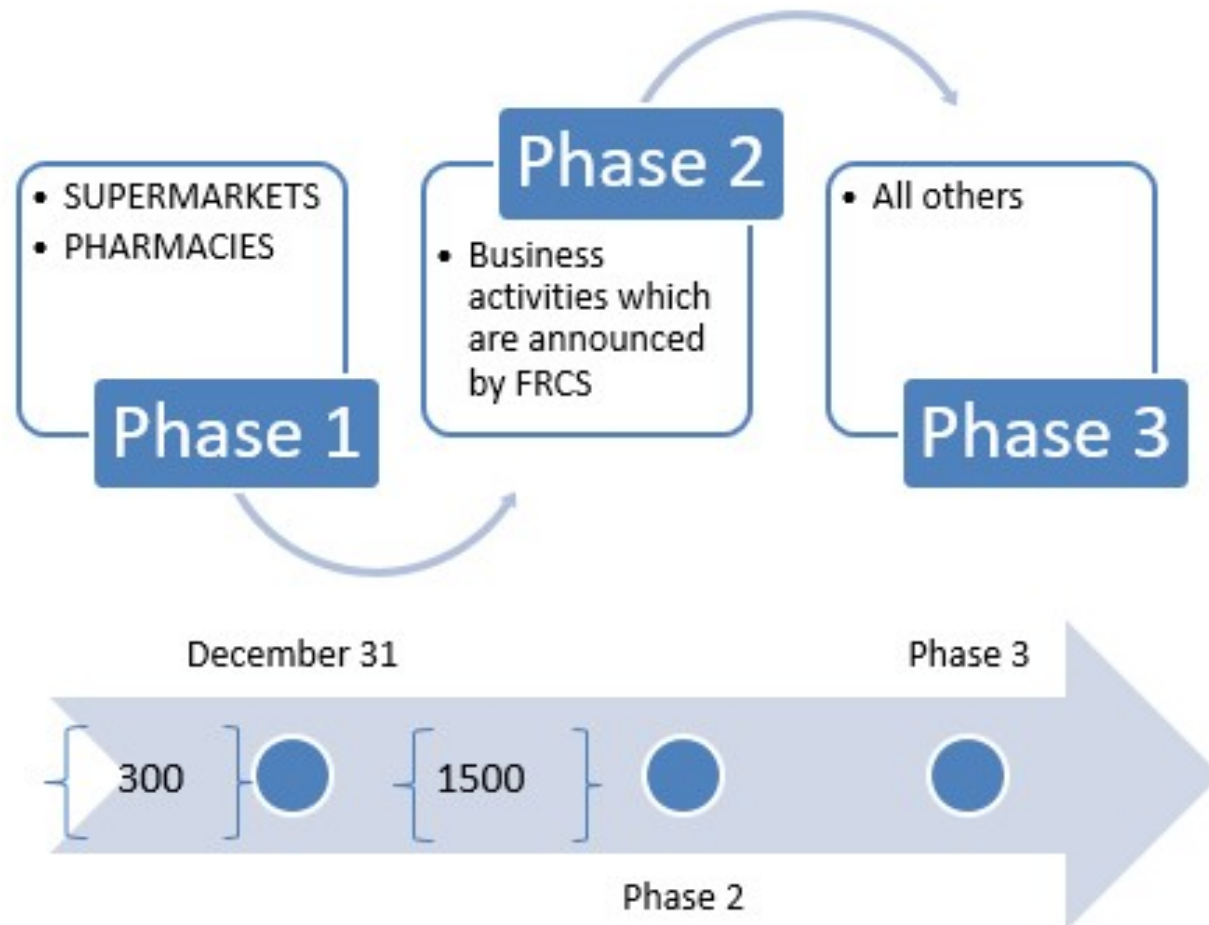 • SUPERMARKETS
• PHARMACIES
Phase 1
Phase 2
• Business
activities which
are announced
by FRCS
• All others
Phase 3
December 31
Phase 3
300
1500
Phase 2